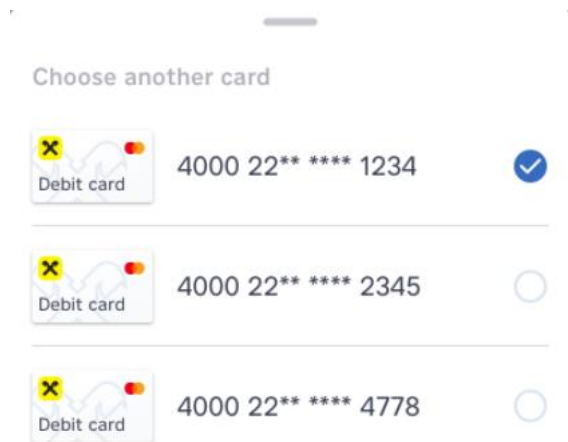 Choose another card
Debit card
4000 22** **** 1234
Debit card
4000 22** **** 2345
Debit card
4000 22** **** 4778